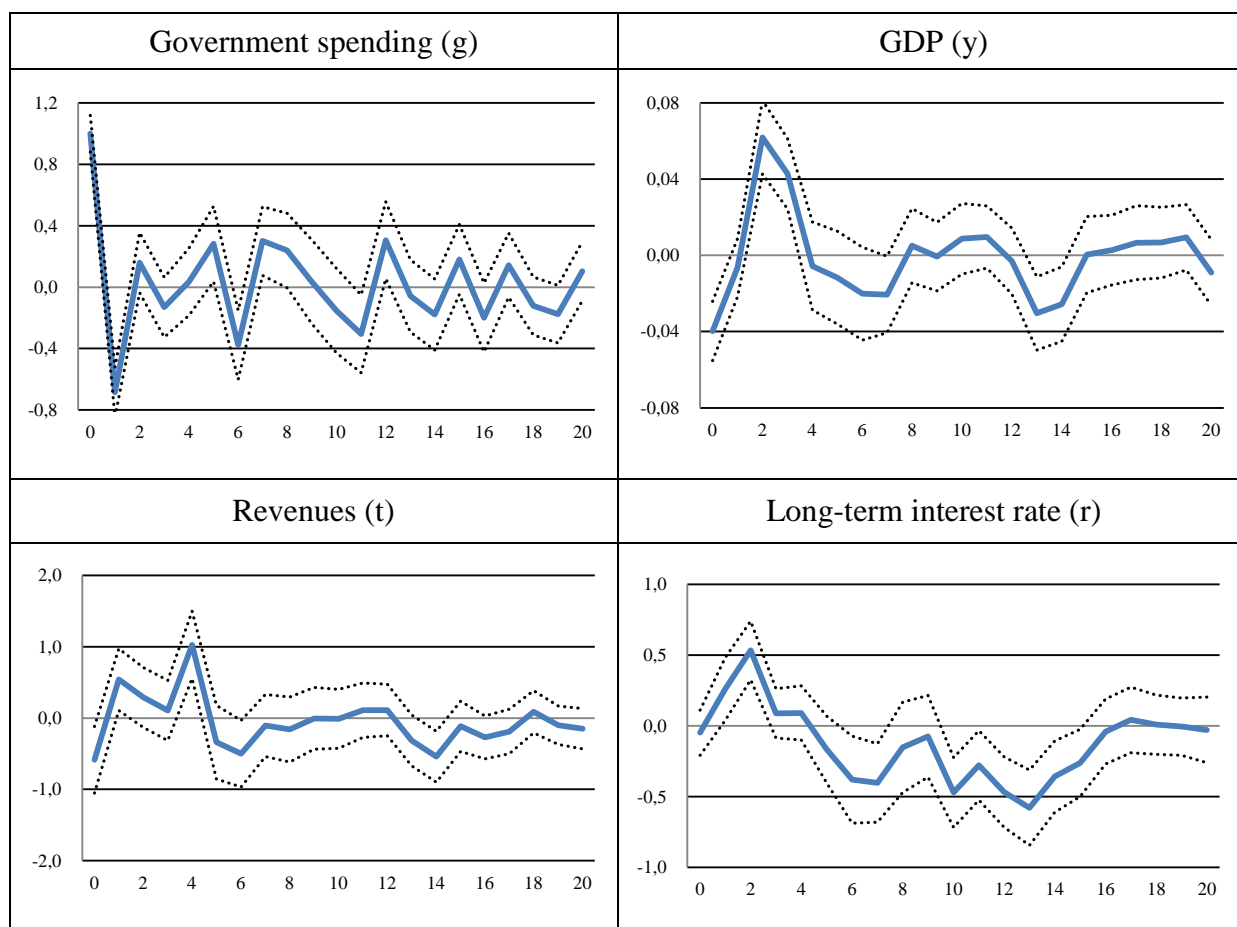 Government spending (g)
GDP (y)
1,2
0,8
0,4
0,0
-0,4
-0,8
0 2 4 6 8 10 12 14 16 18 20
0,08
0,04
0,00
-0,04
-0,08
0 2 4 6 8 10 12 14 16 18 20
Revenues (t)
Long-term interest rate (r)
2,0
1,0
0,0
-1,0
-2,0
0 2 4 6 8 10 12 14 16 18 20
1,0
0,5
0,0
-0,5
-1,0
0 2 4 6 8 10 12 14 16 18 20